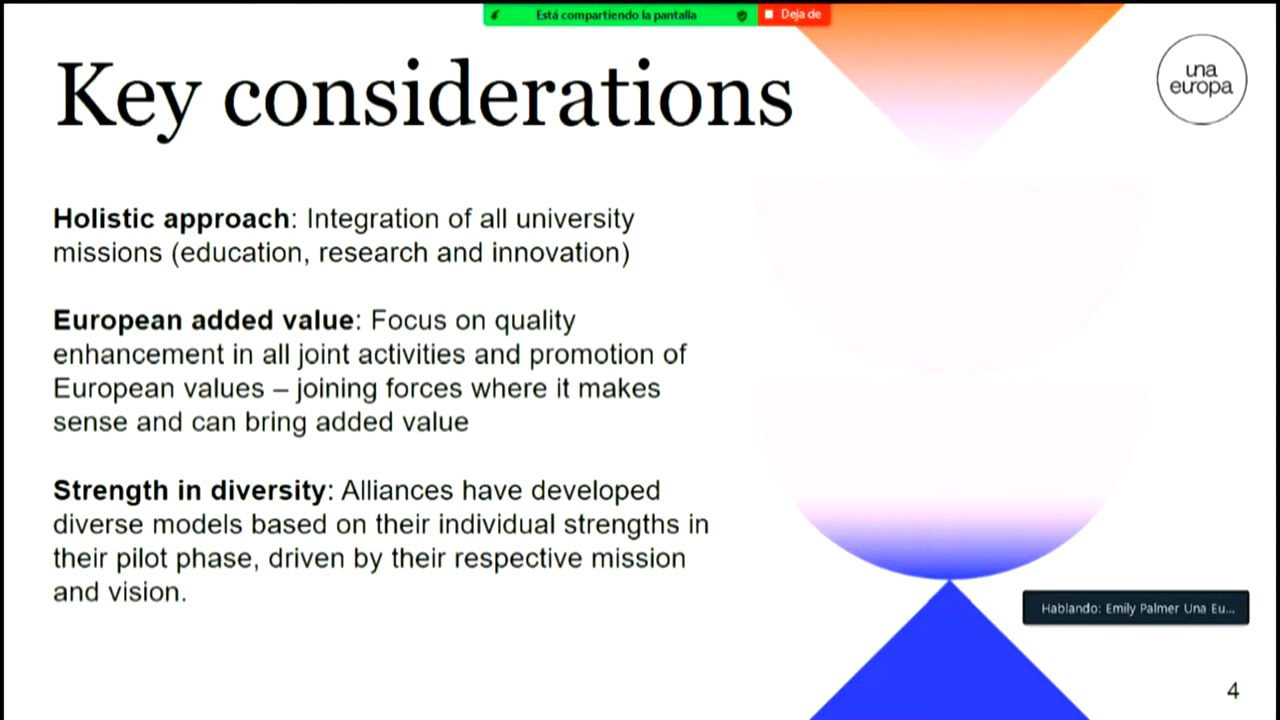 Está compartiendo la pantalla
Deja de
Key considerations
una
europa
Holistic approach: Integration of all university
missions (education, research and innovation)
European added value: Focus on quality
enhancement in all joint activities and promotion of
European values – joining forces where it makes
sense and can bring added value
Strength in diversity: Alliances have developed
diverse models based on their individual strengths in
their pilot phase, driven by their respective mission
and vision.
Hablando: Emily Palmer Una Eu...
4